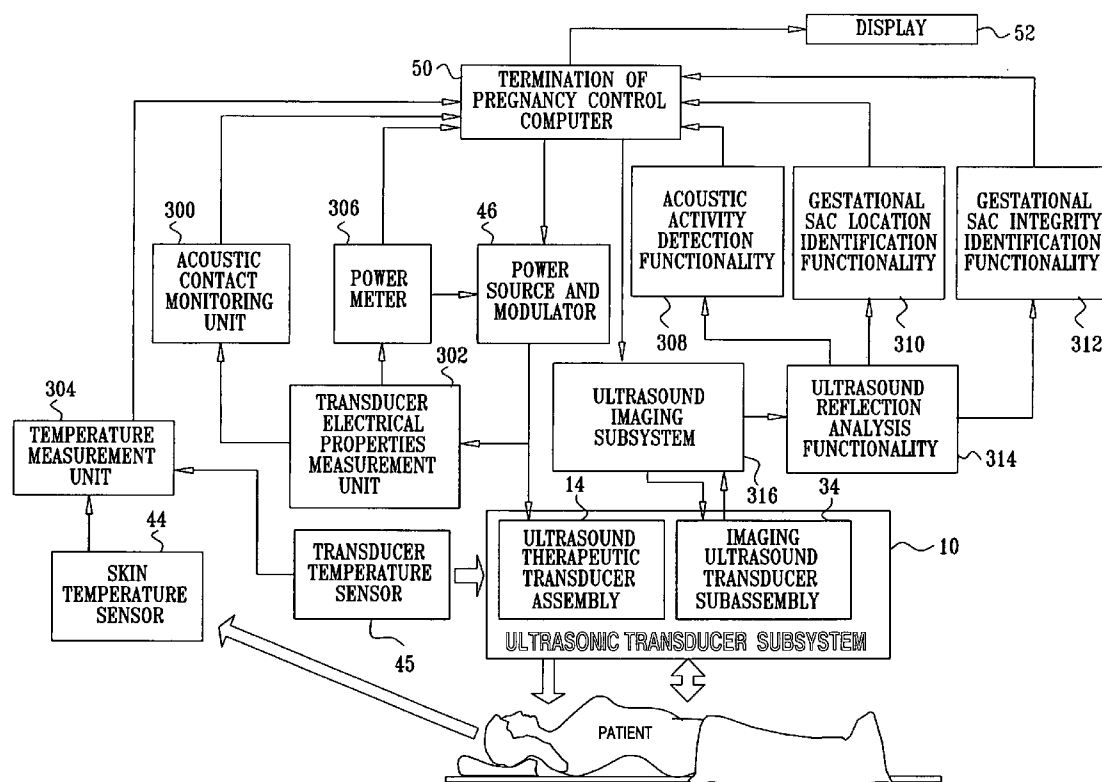 DISPLAY
52
50
TERMINATION OF
PREGNANCY CONTROL
COMPUTER
300
ACOUSTIC
CONTACT
MONITORING
UNIT
306
POWER
METER
46
POWER
SOURCE AND
MODULATOR
ACOUSTIC
ACTIVITY
DETECTION
FUNCTIONALITY
308
GESTATIONAL
SAC LOCATION
IDENTIFICATION
FUNCTIONALITY
310
GESTATIONAL
SAC INTEGRITY
IDENTIFICATION
FUNCTIONALITY
312
304
TEMPERATURE
MEASUREMENT
UNIT
302
TRANSDUCER
ELECTRICAL
PROPERTIES
MEASUREMENT
UNIT
ULTRASOUND
IMAGING
SUBSYSTEM
316
ULTRASOUND
REFLECTION
ANALYSIS
FUNCTIONALITY
314
44
SKIN
TEMPERATURE
SENSOR
TRANSDUCER
TEMPERATURE
SENSOR
45
14
ULTRASOUND
THERAPEUTIC
TRANSDUCER
ASSEMBLY
34
IMAGING
ULTRASOUND
TRANSDUCER
SUBASSEMBLY
10
ULTRASONIC TRANSDUCER SUBSYSTEM
PATIENT